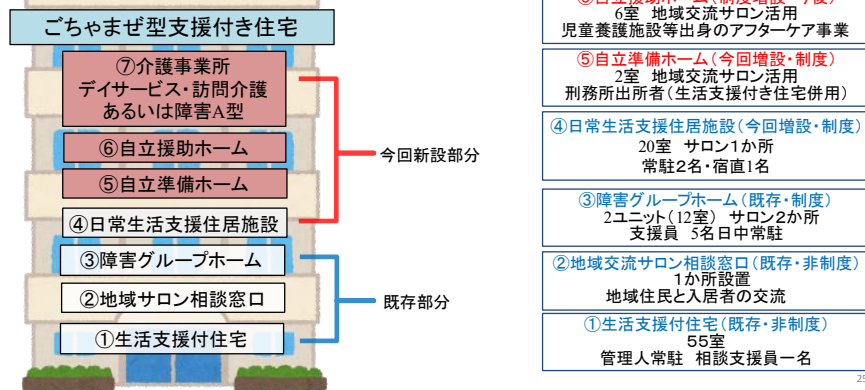 ごちゃまぜ型支援付き住宅
⑦介護事業所
デイサービス・訪問介護
あるいは障害A型
⑥自立援助ホーム
⑤自立準備ホーム
④日常生活支援住居施設
③障害グループホーム
②地域サロン相談窓口
①生活支援付住宅
今回新設部分
既存部分
6室 地域交流サロン活用
児童養護施設等出身のアフターケア事業
⑤自立準備ホーム(今回増設・制度)
2室 地域交流サロン活用
刑務所出所者(生活支援付き住宅併用)
④日常生活支援住居施設(今回増設・制度)
20室 サロン1か所
常駐2名・宿直1名
③障害グループホーム(既存・制度)
2ユニット(12室) サロン2か所
支援員 5名日中常駐
②地域交流サロン相談窓口(既存・非制度)
1か所設置
地域住民と入居者の交流
①生活支援付住宅(既存・非制度)
55室
管理人常駐 相談支援員一名